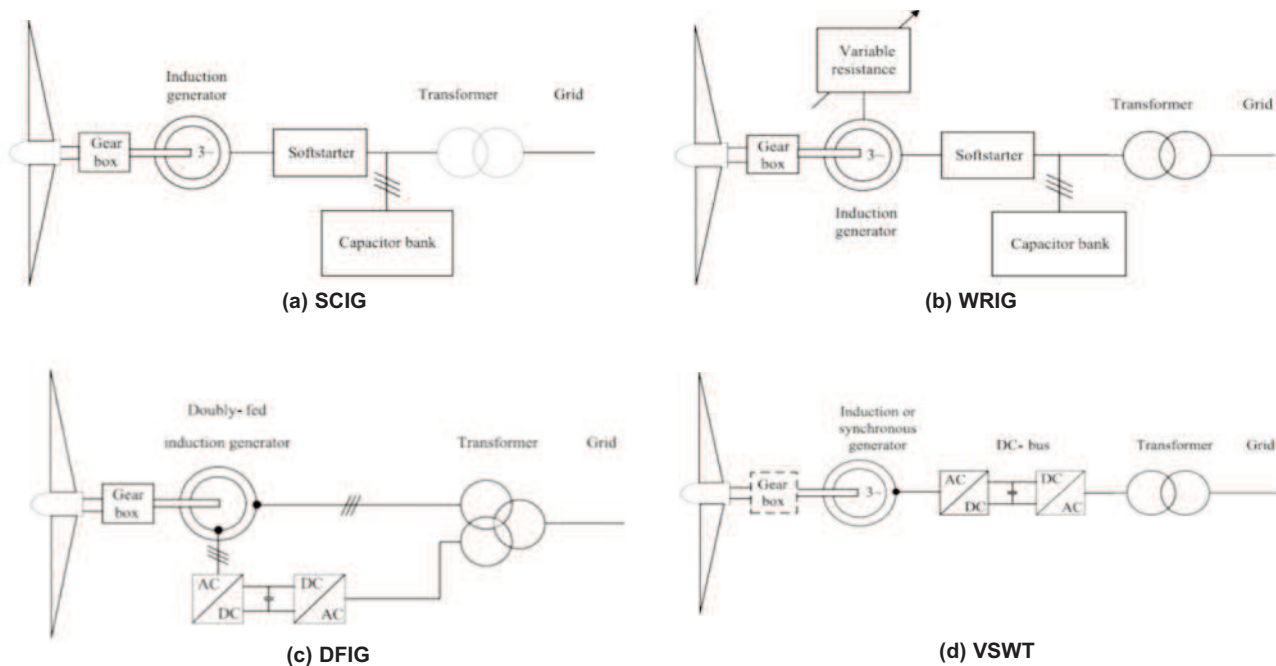 Induction
generator
Transformer
Grid
Gear
box
3~
Softstarter
Capacitor bank
(a) SCIG
Variable
resistance
Transformer
Grid
Gear
box
3~
Softstarter
Induction
generator
Capacitor bank
(b) WRIG
Doubly- fed
induction generator
Transformer
Grid
Gear
box
AC
DC
DC
AC
(c) DFIG
Induction or
synchronous
generator
DC- bus
Transformer
Grid
Gear
box
3~
AC
DC
DC
AC
(d) VSWT